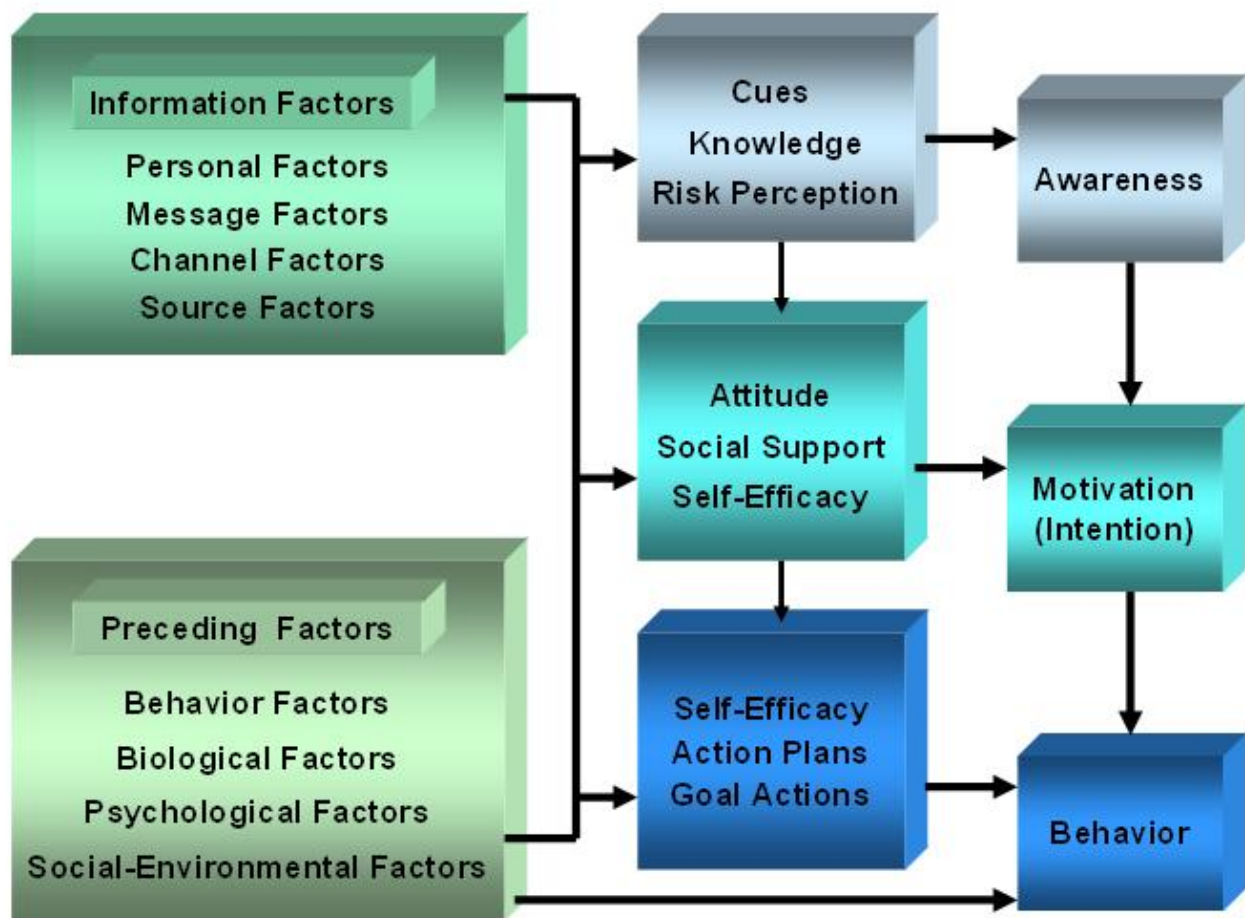 Information Factors
Personal Factors
Message Factors
Channel Factors
Source Factors
Preceding Factors
Behavior Factors
Biological Factors
Psychological Factors
Social-Environmental Factors
Cues
Knowledge
Risk Perception
Attitude
Social Support
Self-Efficacy
Self-Efficacy
Action Plans
Goal Actions
Awareness
Motivation
(Intention)
Behavior